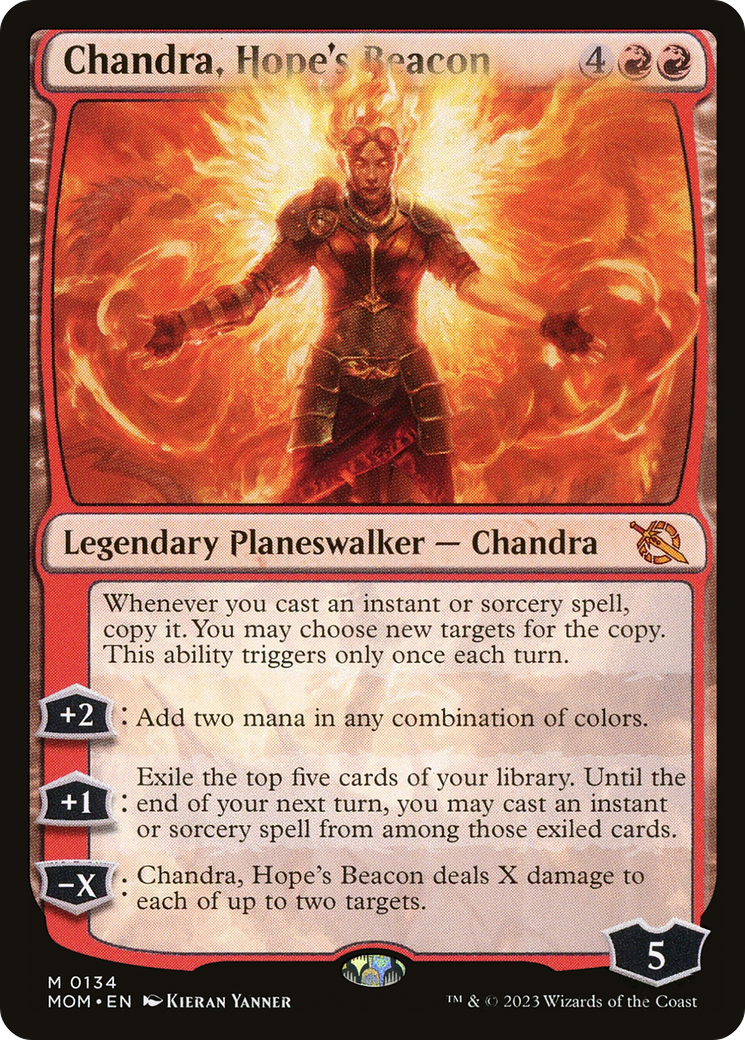 Chandra, Hope's Beacon 4
Legendary Planeswalker — Chandra
Whenever you cast an instant or sorcery spell,
copy it. You may choose new targets for the copy.
This ability triggers only once each turn.
+2 : Add two mana in any combination of colors.
Exile the top five cards of your library. Until the
+1 : end of your next turn, you may cast an instant
or sorcery spell from among those exiled cards.
−X : Chandra, Hope's Beacon deals X damage to
each of up to two targets.
5
M 0134
MOM • EN Kieran Yanner ™ & © 2023 Wizards of the Coast